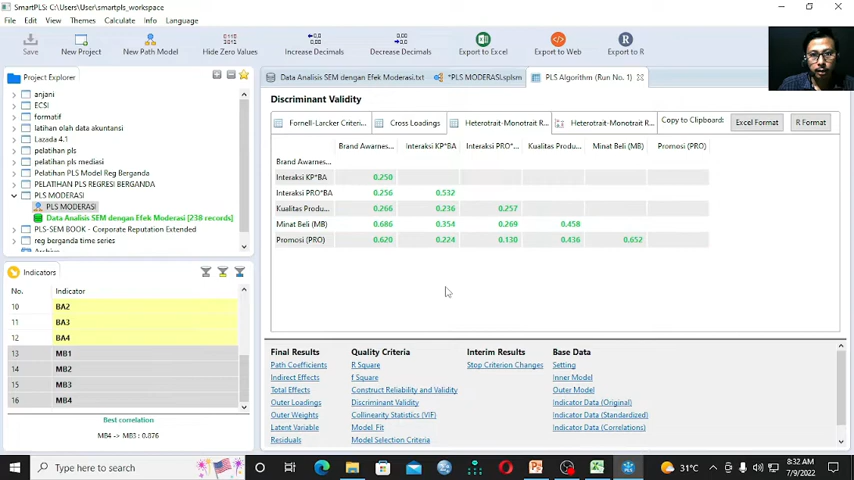 SmartPLS: C:\Users\User\smartpls_workspace
File Edit View Themes Calculate Info Language
Save New Project New Path Model Hide Zero Values Increase Decimals Decrease Decimals Export to Excel Export to Web Export to R
Project Explorer
anjani
ECSI
formatif
latihan olah data akuntansi
Lazada 4.1
pelatihan pls
pelatihan pls mediasi
Pelatihan PLS Model Reg Berganda
PELATIHAN PLS REGRESI BERGANDA
PLS MODERASI
PLS MODERASI
Data Analisis SEM dengan Efek Moderasi [238 records]
PLS-SEM BOOK - Corporate Reputation Extended
reg berganda time series
Archive
Indicators
No. Indicator
10 BA2
11 BA3
12 BA4
13 MB1
14 MB2
15 MB3
16 MB4
Best correlation
MB4 -> MB3 : 0.876
Data Analisis SEM dengan Efek Moderasi.txt *PLS MODERASI.splsm PLS Algorithm (Run No. 1)
Discriminant Validity
Fornell-Larcker Criteri... Cross Loadings Heterotrait-Monotrait R... Heterotrait-Monotrait R... Copy to Clipboard: Excel Format R Format
Brand Awarnes... Interaksi KP*BA Interaksi PRO*... Kualitas Produ... Minat Beli (MB) Promosi (PRO)
Brand Awarnes...
Interaksi KP*BA 0.250
Interaksi PRO*BA 0.256 0.532
Kualitas Produ... 0.266 0.236 0.257
Minat Beli (MB) 0.686 0.354 0.269 0.458
Promosi (PRO) 0.620 0.224 0.130 0.436 0.652
Final Results Quality Criteria Interim Results Base Data
Path Coefficients R Square Stop Criterion Changes Setting
Indirect Effects f Square Inner Model
Total Effects Construct Reliability and Validity Outer Model
Outer Loadings Discriminant Validity Indicator Data (Original)
Outer Weights Collinearity Statistics (VIF) Indicator Data (Standardized)
Latent Variable Model_Fit Indicator Data (Correlations)
Residuals Model Selection Criteria
Type here to search
31°C
8:32 AM
7/9/2022